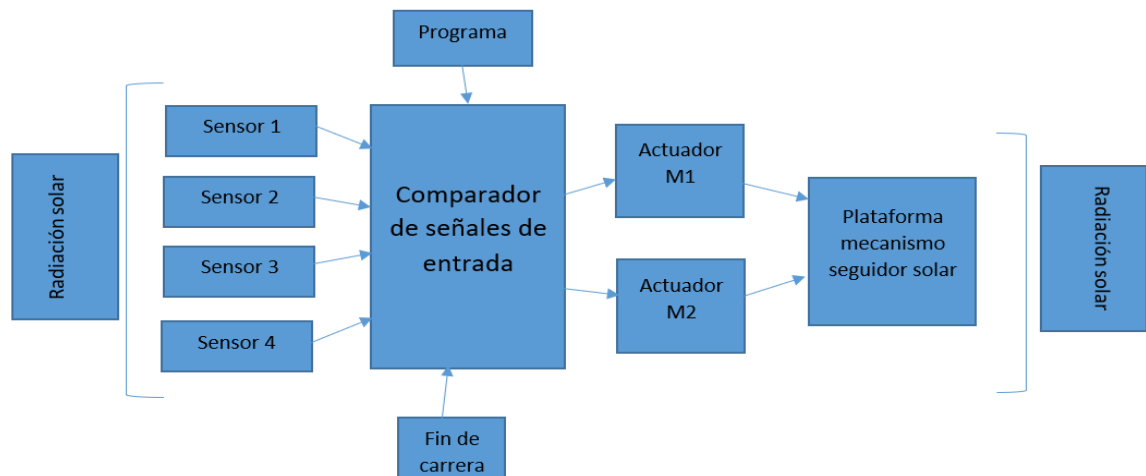 Programa
Radiación solar
Sensor 1
Sensor 2
Sensor 3
Sensor 4
Comparador
de señales de
entrada
Fin de
carrera
Actuador
M1
Actuador
M2
Plataforma
mecanismo
seguidor solar
Radiación solar